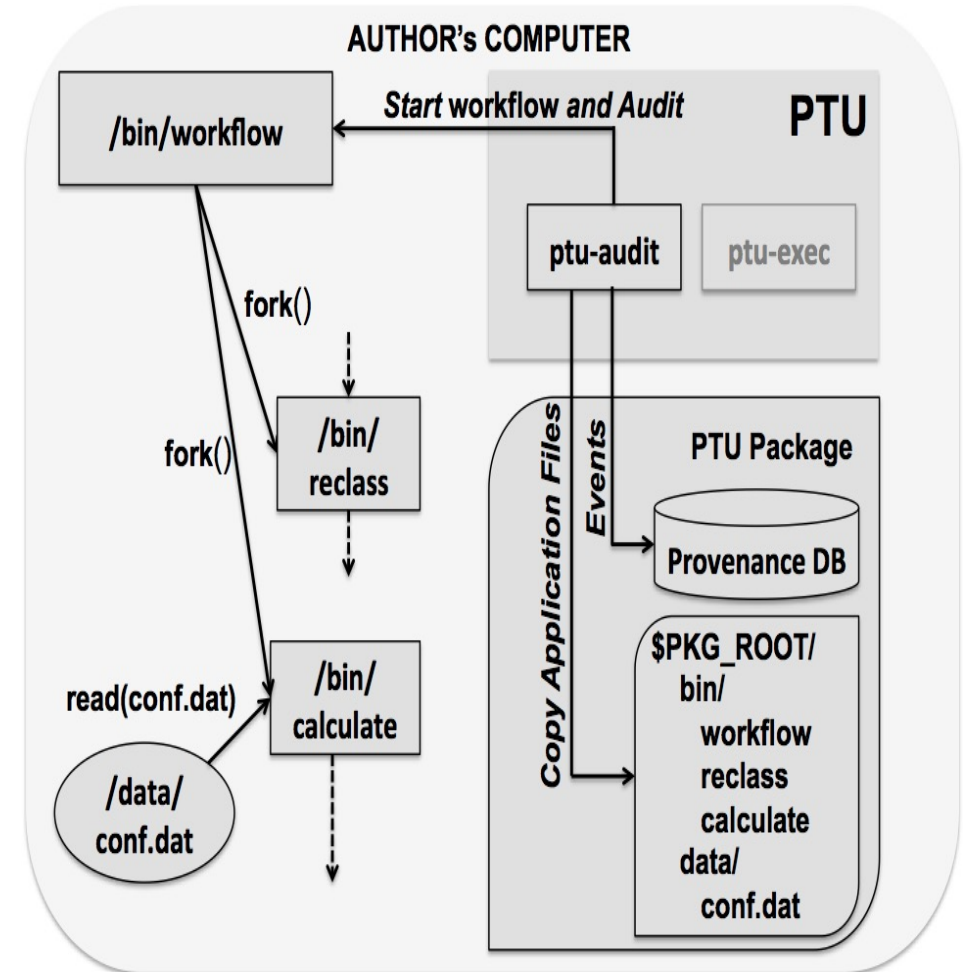 AUTHOR's COMPUTER
/bin/workflow
Start workflow and Audit
PTU
ptu-audit
ptu-exec
fork()
fork()
/bin/
reclass
/bin/
calculate
read(conf.dat)
/data/
conf.dat
Copy Application Files
Events
PTU Package
Provenance DB
$PKG_ROOT/
bin/
workflow
reclass
calculate
data/
conf.dat